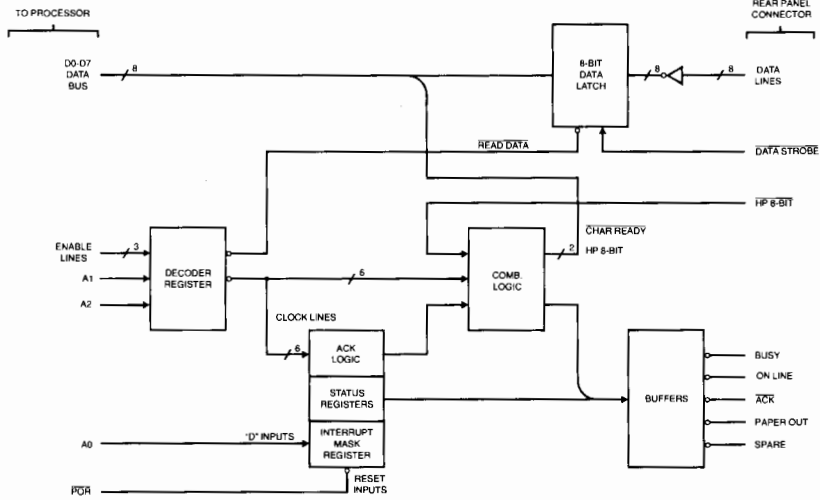 TO PROCESSOR
REAR PANEL
CONNECTOR
D0-D7
DATA
BUS
8
8-BIT
DATA
LATCH
8
8
DATA
LINES
READ DATA
DATA STROBE
HP 8-BIT
CHAR READY
HP 8-BIT
2
ENABLE
LINES
3
A1
A2
DECODER
REGISTER
6
COMB.
LOGIC
CLOCK LINES
6
ACK
LOGIC
STATUS
REGISTERS
INTERRUPT
MASK
REGISTER
A0
"D" INPUTS
RESET
INPUTS
POR
BUFFERS
BUSY
ON LINE
ACK
PAPER OUT
SPARE